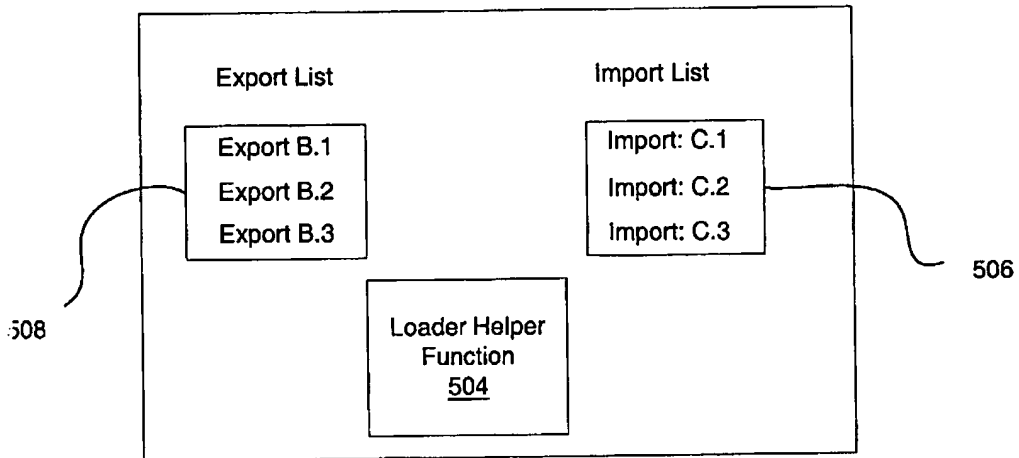 Export List
Import List
Export B.1
Export B.2
Export B.3
Import: C.1
Import: C.2
Import: C.3
506
508
Loader Helper
Function
504